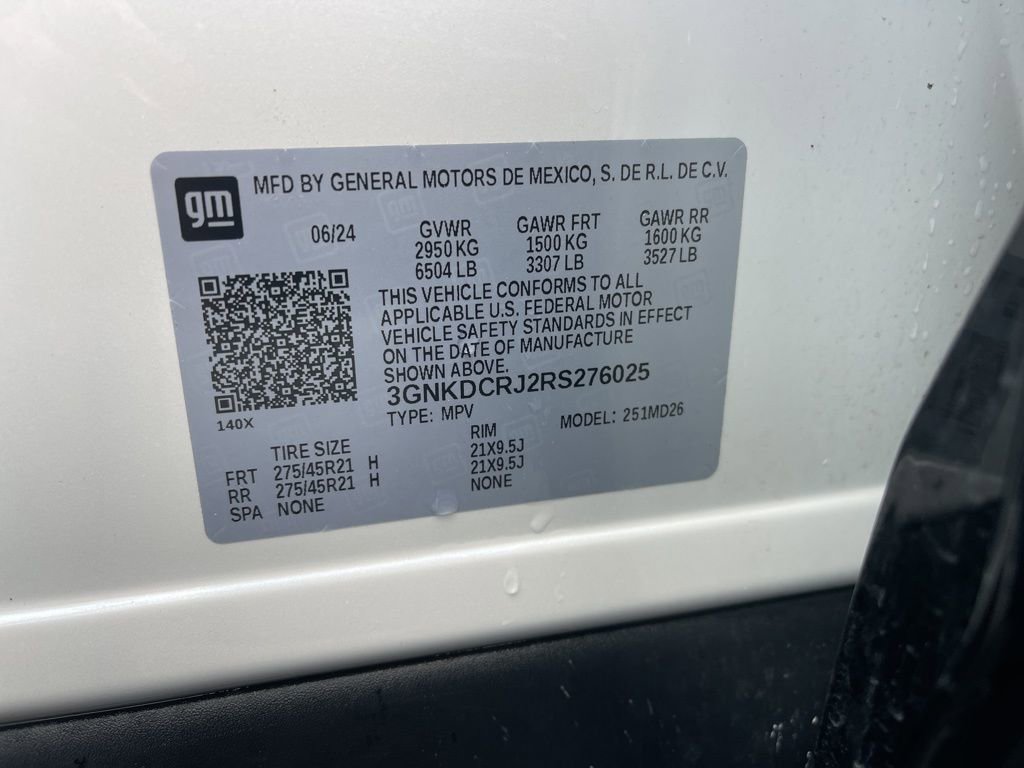 gm MFD BY GENERAL MOTORS DE MEXICO, S. DE R.L. DE C.V.
06/24 GVWR GAWR FRT GAWR RR
2950 KG 1500 KG 1600 KG
6504 LB 3307 LB 3527 LB
THIS VEHICLE CONFORMS TO ALL
APPLICABLE U.S. FEDERAL MOTOR
VEHICLE SAFETY STANDARDS IN EFFECT
ON THE DATE OF MANUFACTURE
SHOWN ABOVE.
3GNKDCRJ2RS276025
140X TYPE: MPV MODEL: 251MD26
TIRE SIZE RIM
FRT 275/45R21 H 21X9.5J
RR 275/45R21 H 21X9.5J
SPA NONE NONE